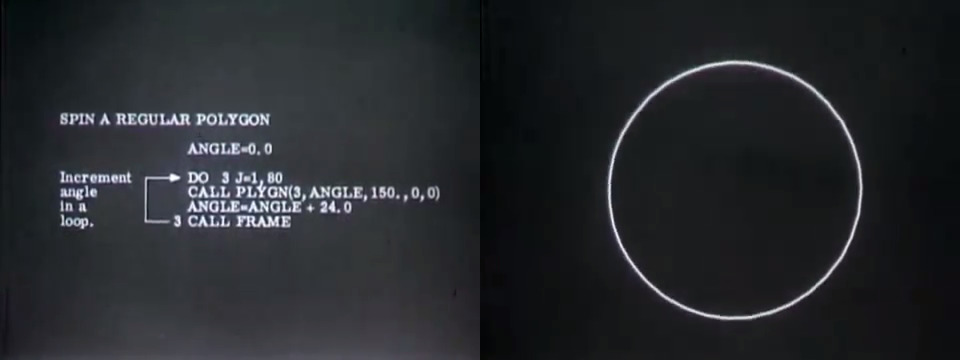 SPIN A REGULAR POLYGON
ANGLE=0.0
Increment DO 3 J=1,80
angle CALL PLYGN(3,ANGLE,150.,0,0)
in a ANGLE=ANGLE + 24.0
loop. 3 CALL FRAME